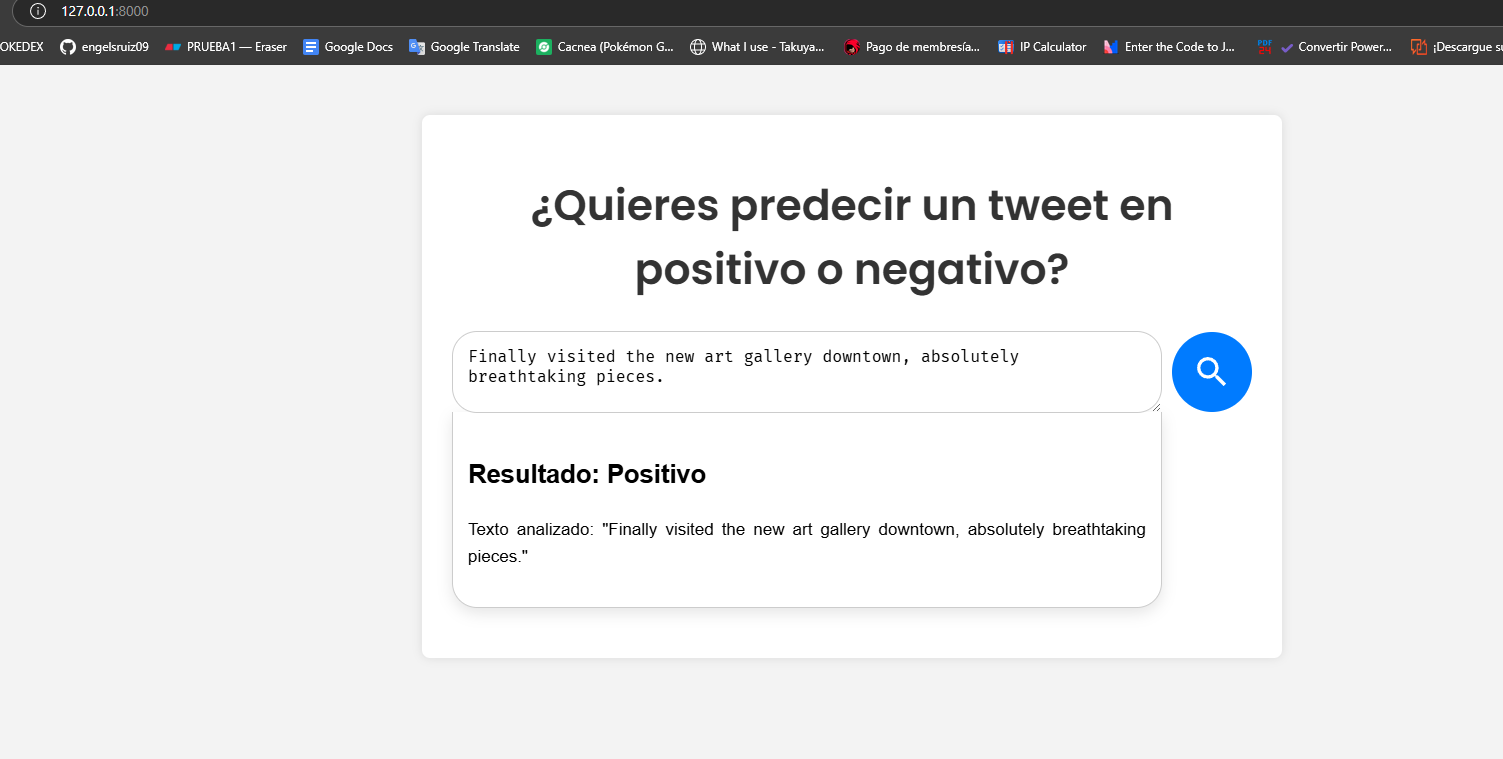 127.0.0.1:8000
OKEDEX engelsruiz09 PRUEBA1 — Eraser Google Docs Google Translate Cacnea (Pokémon G... What I use - Takuya... Pago de membresía... IP Calculator Enter the Code to J... PDF 24 Convertir Power... ¡Descargue su
¿Quieres predecir un tweet en
positivo o negativo?
Finally visited the new art gallery downtown, absolutely
breathtaking pieces.
Resultado: Positivo
Texto analizado: "Finally visited the new art gallery downtown, absolutely breathtaking
pieces."